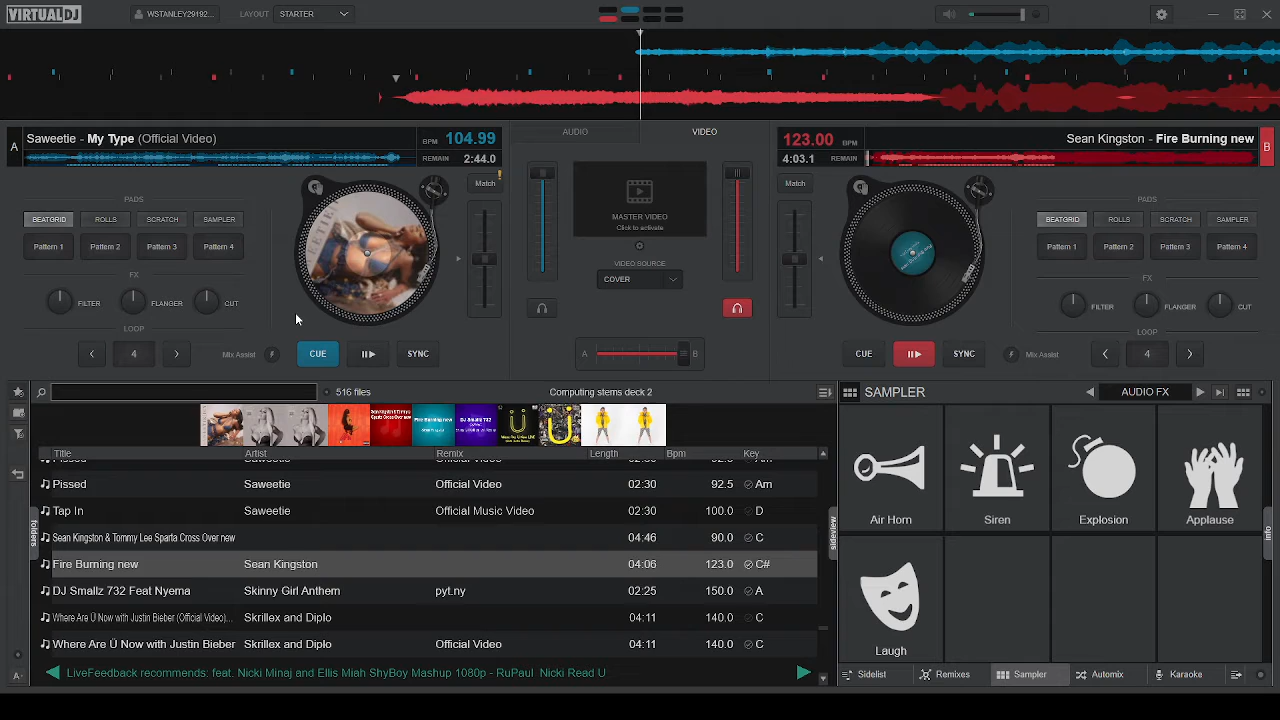 VIRTUALDJ
WSTANLEY29192...
LAYOUT STARTER
A
Saweetie - My Type (Official Video)
BPM 104.99
REMAIN 2:44.0
AUDIO
VIDEO
123.00 BPM
4:03.1 REMAIN
Sean Kingston - Fire Burning new
B
PADS
BEATGRID ROLLS SCRATCH SAMPLER
Pattern 1 Pattern 2 Pattern 3 Pattern 4
FX
FILTER FLANGER CUT
LOOP
4
Mix Assist
CUE
SYNC
Match
MASTER VIDEO
Click to activate
VIDEO SOURCE
COVER
A B
Match
PADS
BEATGRID ROLLS SCRATCH SAMPLER
Pattern 1 Pattern 2 Pattern 3 Pattern 4
FX
FILTER FLANGER CUT
LOOP
CUE
SYNC
Mix Assist
4
516 files
Computing stems deck 2
Title Artist Remix Length Bpm Key
Pissed Saweetie Official Video 02:30 92.5 Am
Tap In Saweetie Official Music Video 02:30 100.0 D
Sean Kingston & Tommy Lee Sparta Cross Over new 04:46 90.0 C
Fire Burning new Sean Kingston 04:06 123.0 C#
DJ Smallz 732 Feat Nyema Skinny Girl Anthem pyt.ny 02:25 150.0 A
Where Are Ü Now with Justin Bieber (Official Video)... Skrillex and Diplo 04:11 140.0 C
Where Are Ü Now with Justin Bieber Skrillex and Diplo Official Video 04:11 140.0 C
LiveFeedback recommends: feat. Nicki Minaj and Ellis Miah ShyBoy Mashup 1080p - RuPaul Nicki Read U
folders
sideview
SAMPLER
AUDIO FX
Air Horn
Siren
Explosion
Applause
Laugh
info
Sidelist Remixes Sampler Automix Karaoke